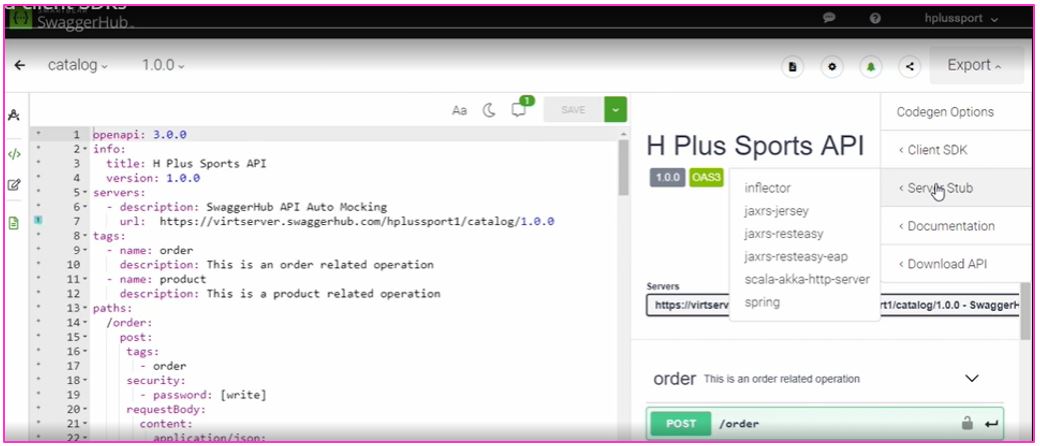 a client SDKs
SwaggerHub
hplussport
catalog
1.0.0
Export
Aa
1
SAVE
1 openapi: 3.0.0
2 info:
3 title: H Plus Sports API
4 version: 1.0.0
5 servers:
6 - description: SwaggerHub API Auto Mocking
7 url: https://virtserver.swaggerhub.com/hplussport1/catalog/1.0.0
8 tags:
9 - name: order
10 description: This is an order related operation
11 - name: product
12 description: This is a product related operation
13 paths:
14 /order:
15 post:
16 tags:
17 - order
18 security:
19 - password: [write]
20 requestBody:
21 content:
22 application/json:
H Plus Sports API
1.0.0 OAS3
inflector
jaxrs-jersey
jaxrs-resteasy
jaxrs-resteasy-eap
scala-akka-http-server
spring
Codegen Options
< Client SDK
< Server Stub
< Documentation
< Download API
Servers
https://virtserv
rt1/catalog/1.0.0 - SwaggerH
order This is an order related operation
POST /order